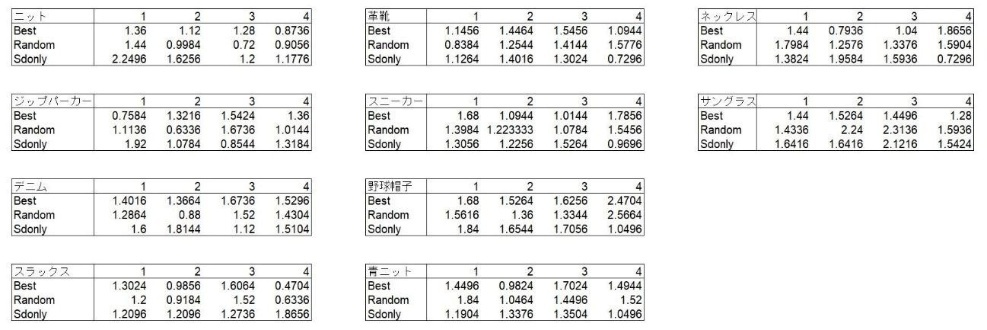 ニット 1 2 3 4
Best 1.36 1.12 1.28 0.8736
Random 1.44 0.9984 0.72 0.9056
Sdonly 2.2496 1.6256 1.2 1.1776
ジップパーカー 1 2 3 4
Best 0.7584 1.3216 1.5424 1.36
Random 1.1136 0.6336 1.6736 1.0144
Sdonly 1.92 1.0784 0.8544 1.3184
デニム 1 2 3 4
Best 1.4016 1.3664 1.6736 1.5296
Random 1.2864 0.88 1.52 1.4304
Sdonly 1.6 1.8144 1.12 1.5104
スラックス 1 2 3 4
Best 1.3024 0.9856 1.6064 0.4704
Random 1.2 0.9184 1.52 0.6336
Sdonly 1.2096 1.2096 1.2736 1.8656
革靴 1 2 3 4
Best 1.1456 1.4464 1.5456 1.0944
Random 0.8384 1.2544 1.4144 1.5776
Sdonly 1.1264 1.4016 1.3024 0.7296
スニーカー 1 2 3 4
Best 1.68 1.0944 1.0144 1.7856
Random 1.3984 1.223333 1.0784 1.5456
Sdonly 1.3056 1.2256 1.5264 0.9696
野球帽子 1 2 3 4
Best 1.68 1.5264 1.6256 2.4704
Random 1.5616 1.36 1.3344 2.5664
Sdonly 1.84 1.6544 1.7056 1.0496
青ニット 1 2 3 4
Best 1.4496 0.9824 1.7024 1.4944
Random 1.84 1.0464 1.4496 1.52
Sdonly 1.1904 1.3376 1.3504 1.0496
ネックレス 1 2 3 4
Best 1.44 0.7936 1.04 1.8656
Random 1.7984 1.2576 1.3376 1.5904
Sdonly 1.3824 1.9584 1.5936 0.7296
サングラス 1 2 3 4
Best 1.44 1.5264 1.4496 1.28
Random 1.4336 2.24 2.3136 1.5936
Sdonly 1.6416 1.6416 2.1216 1.5424